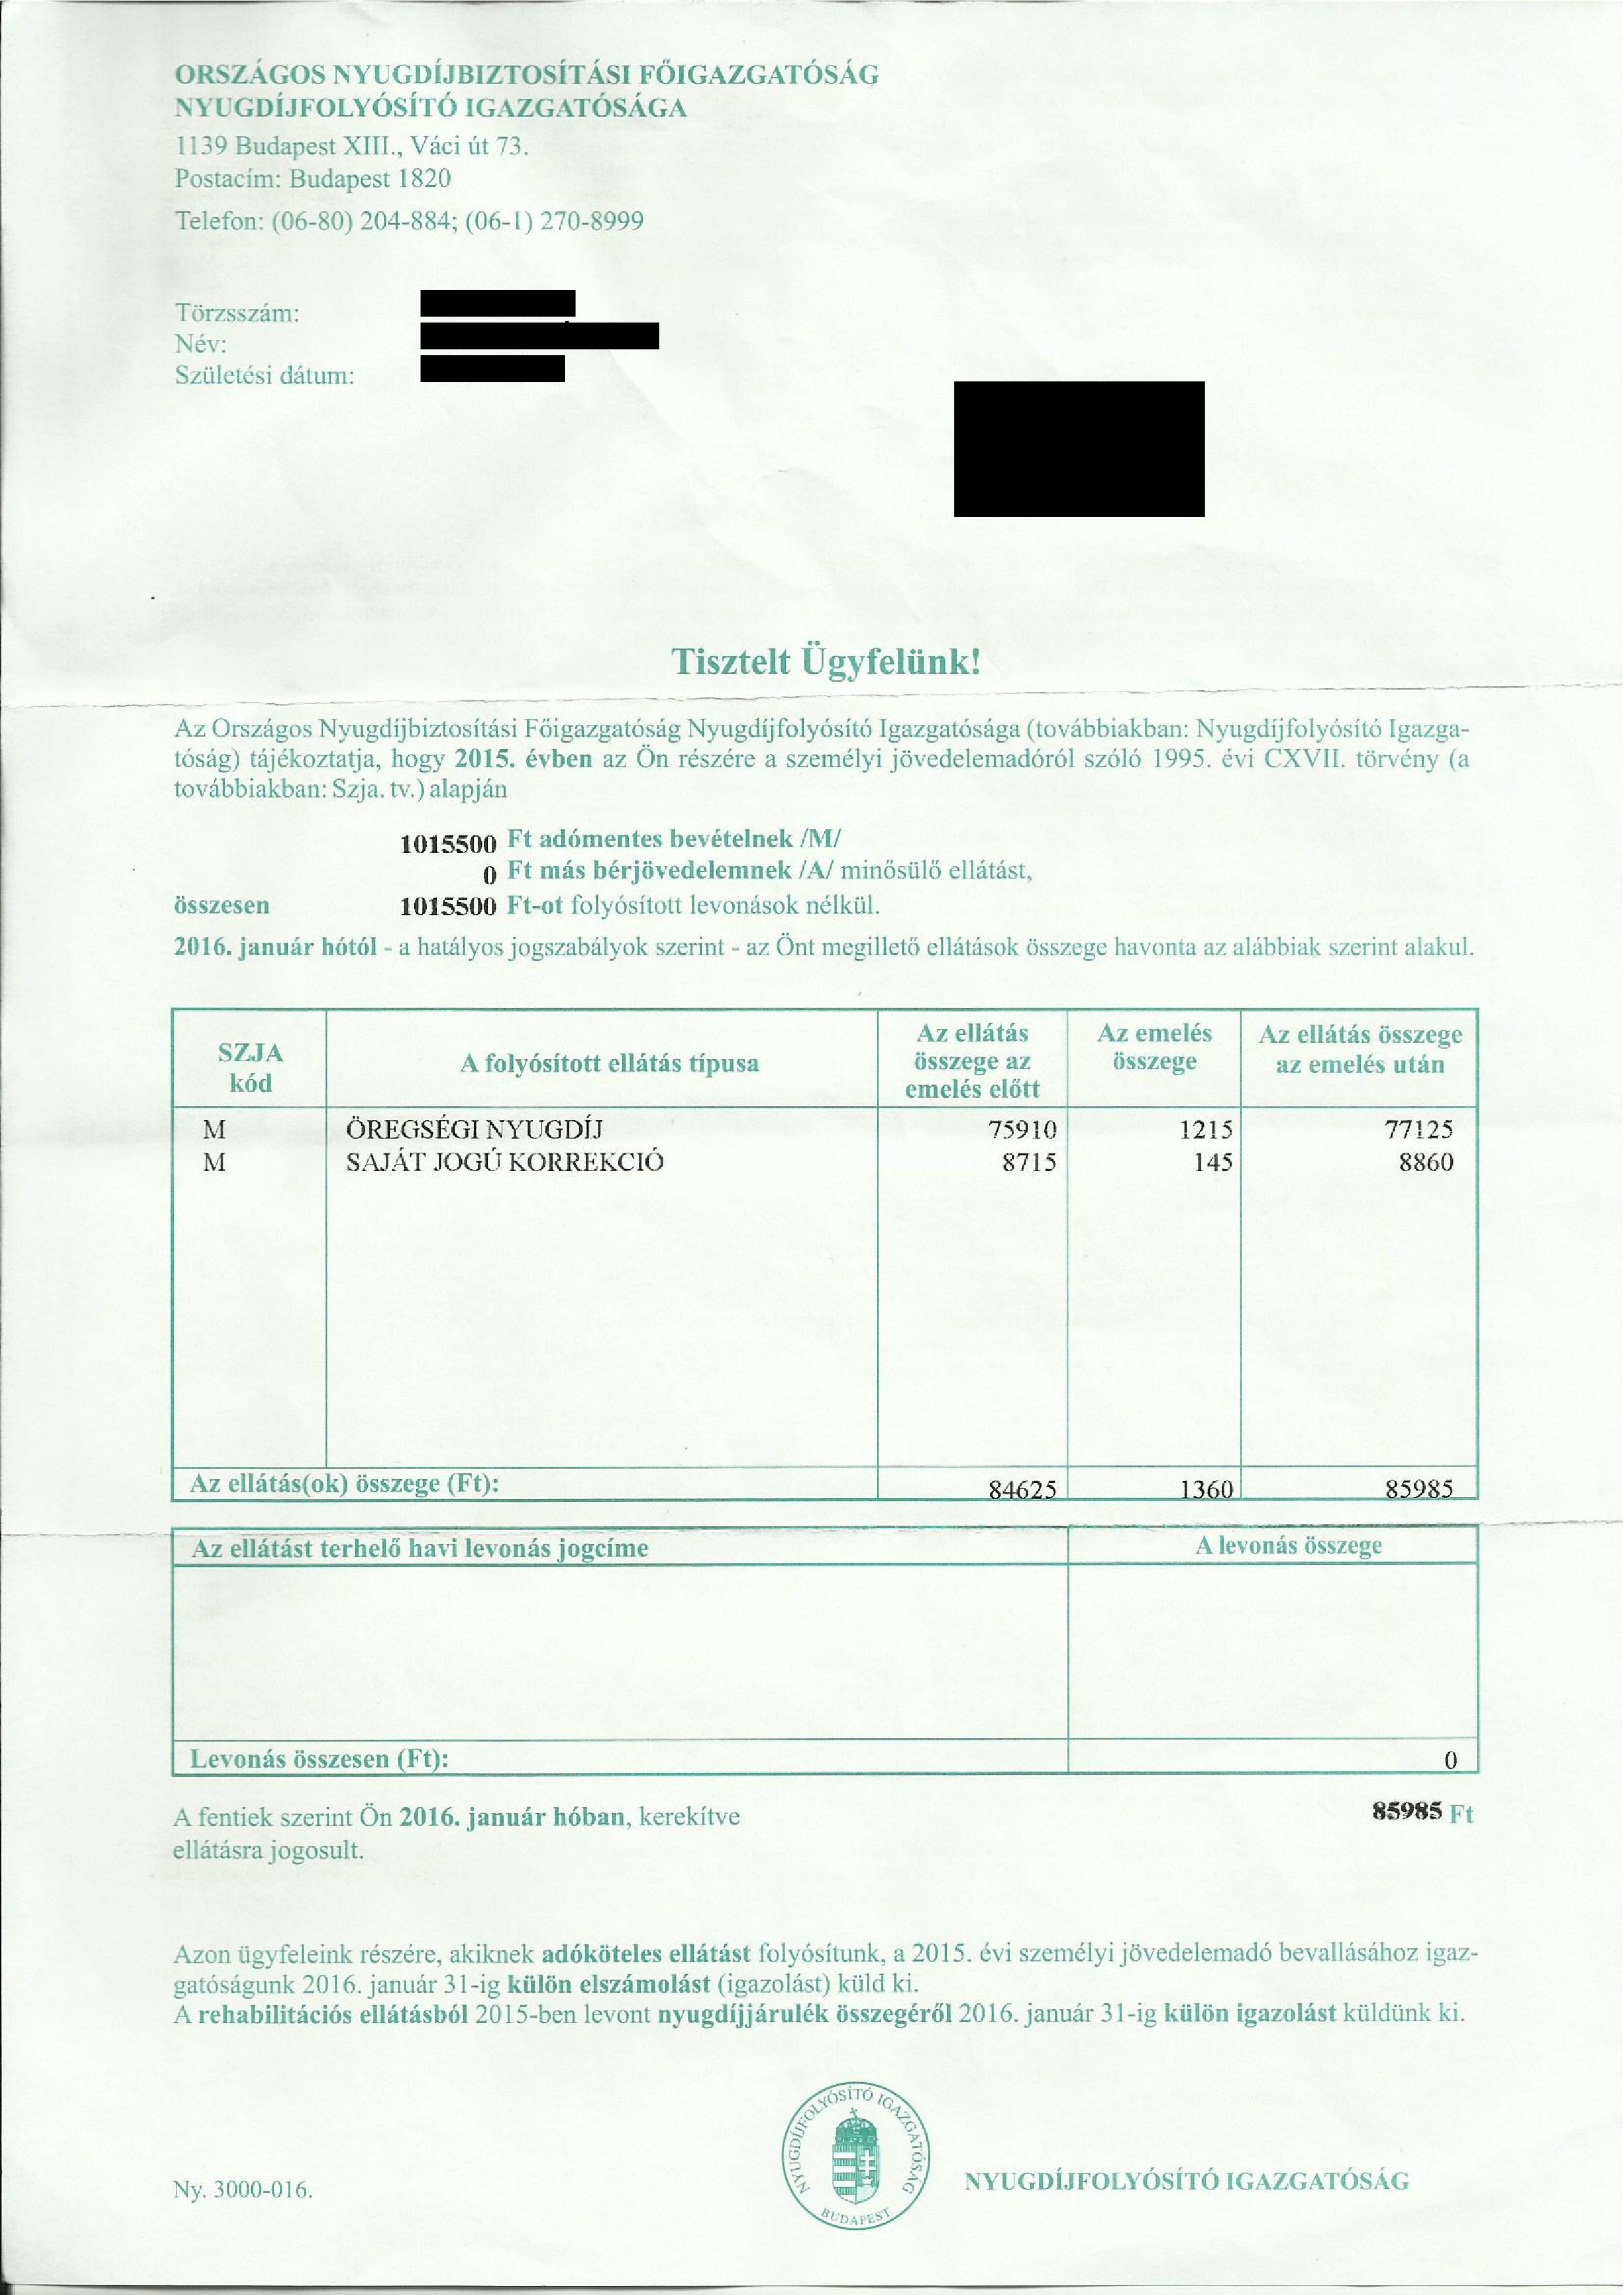 ORSZÁGOS NYUGDÍJBIZTOSÍTÁSI FŐIGAZGATÓSÁG
NYUGDÍJFOLYÓSÍTÓ IGAZGATÓSÁGA
1139 Budapest XIII., Váci út 73.
Postacím: Budapest 1820
Telefon: (06-80) 204-884; (06-1) 270-8999
Törzsszám:
Név:
Születési dátum:
Tisztelt Ügyfelünk!
Az Országos Nyugdíjbiztosítási Főigazgatóság Nyugdíjfolyósító Igazgatósága (továbbiakban: Nyugdíjfolyósító Igazga-
tóság) tájékoztatja, hogy 2015. évben az Ön részére a személyi jövedelemadóról szóló 1995. évi CXVII. törvény (a
továbbiakban: Szja. tv.) alapján
1015500 Ft adómentes bevételnek /M/
0 Ft más bérjövedelemnek /A/ minősülő ellátást,
összesen 1015500 Ft-ot folyósított levonások nélkül.
2016. január hótól - a hatályos jogszabályok szerint - az Önt megillető ellátások összege havonta az alábbiak szerint alakul.
SZJA kód A folyósított ellátás típusa Az ellátás összege az emelés előtt Az emelés összege Az ellátás összege az emelés után
M ÖREGSÉGI NYUGDÍJ 75910 1215 77125
M SAJÁT JOGÚ KORREKCIÓ 8715 145 8860
Az ellátás(ok) összege (Ft): 84625 1360 85985
Az ellátást terhelő havi levonás jogcíme A levonás összege
Levonás összesen (Ft): 0
A fentiek szerint Ön 2016. január hóban, kerekítve 85985 Ft
ellátásra jogosult.
Azon ügyfeleink részére, akiknek adóköteles ellátást folyósítunk, a 2015. évi személyi jövedelemadó bevallásához igaz-
gatóságunk 2016. január 31-ig külön elszámolást (igazolást) küld ki.
A rehabilitációs ellátásból 2015-ben levont nyugdíjjárulék összegéről 2016. január 31-ig külön igazolást küldünk ki.
NYUGDÍJFOLYÓSÍTÓ IGAZGATÓSÁG
BUDAPEST
Ny. 3000-016.
NYUGDÍJFOLYÓSÍTÓ IGAZGATÓSÁG